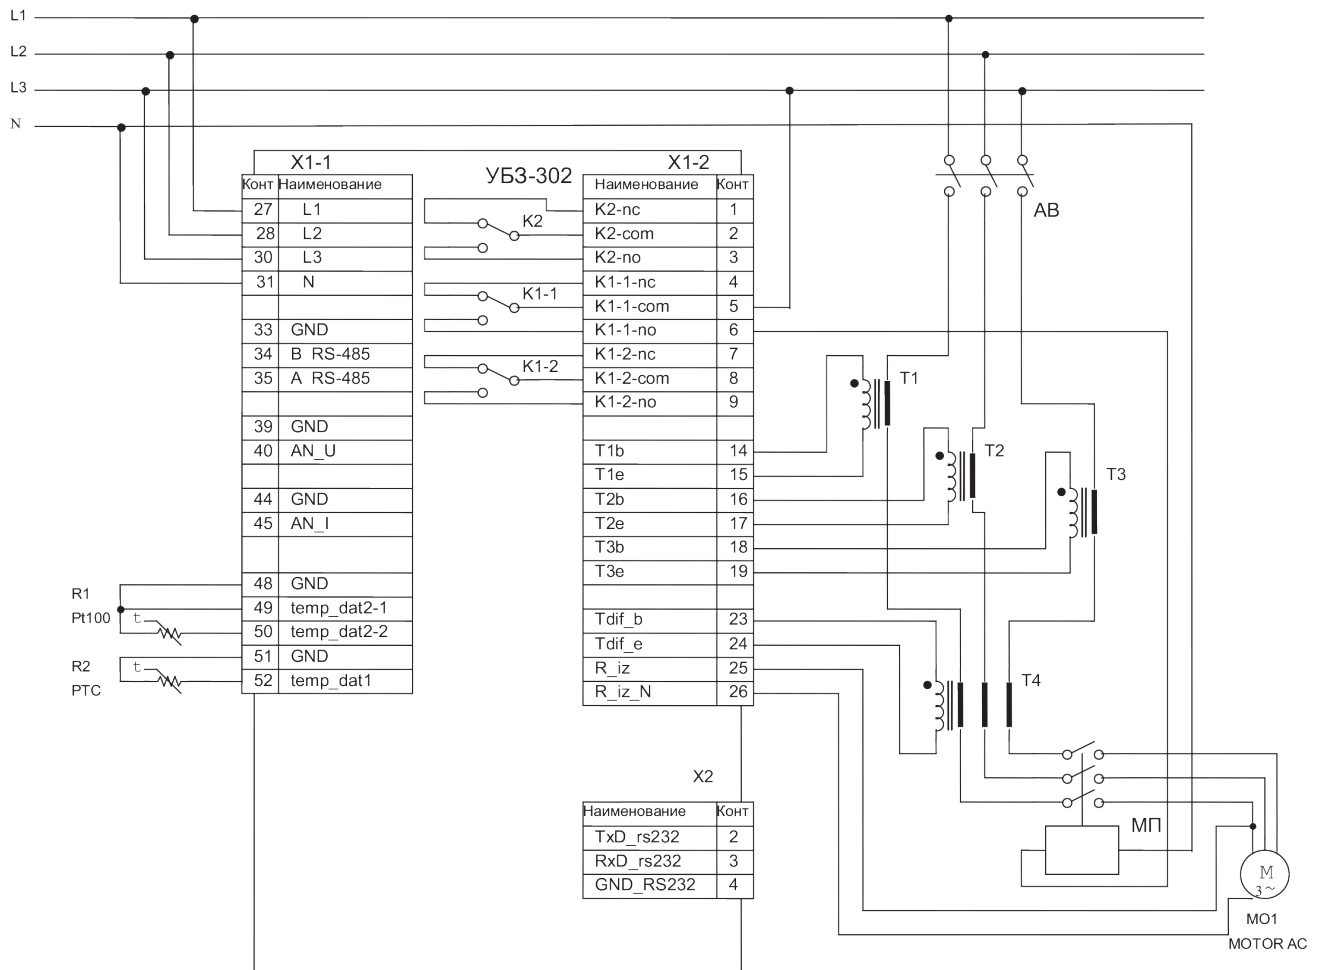 L1
L2
L3
N
X1-1
УБЗ-302
X1-2
Конт Наименование
27 L1
28 L2
30 L3
31 N
33 GND
34 B RS-485
35 A RS-485
39 GND
40 AN_U
44 GND
45 AN_I
48 GND
49 temp_dat2-1
50 temp_dat2-2
51 GND
52 temp_dat1
R1
Pt100
t
R2
PTC
t
K2
K1-1
K1-2
Наименование Конт
K2-nc 1
K2-com 2
K2-no 3
K1-1-nc 4
K1-1-com 5
K1-1-no 6
K1-2-nc 7
K1-2-com 8
K1-2-no 9
T1b 14
T1e 15
T2b 16
T2e 17
T3b 18
T3e 19
Tdif_b 23
Tdif_e 24
R_iz 25
R_iz_N 26
X2
Наименование Конт
TxD_rs232 2
RxD_rs232 3
GND_RS232 4
АВ
T1
T2
T3
T4
МП
M
3~
МО1
MOTOR AC